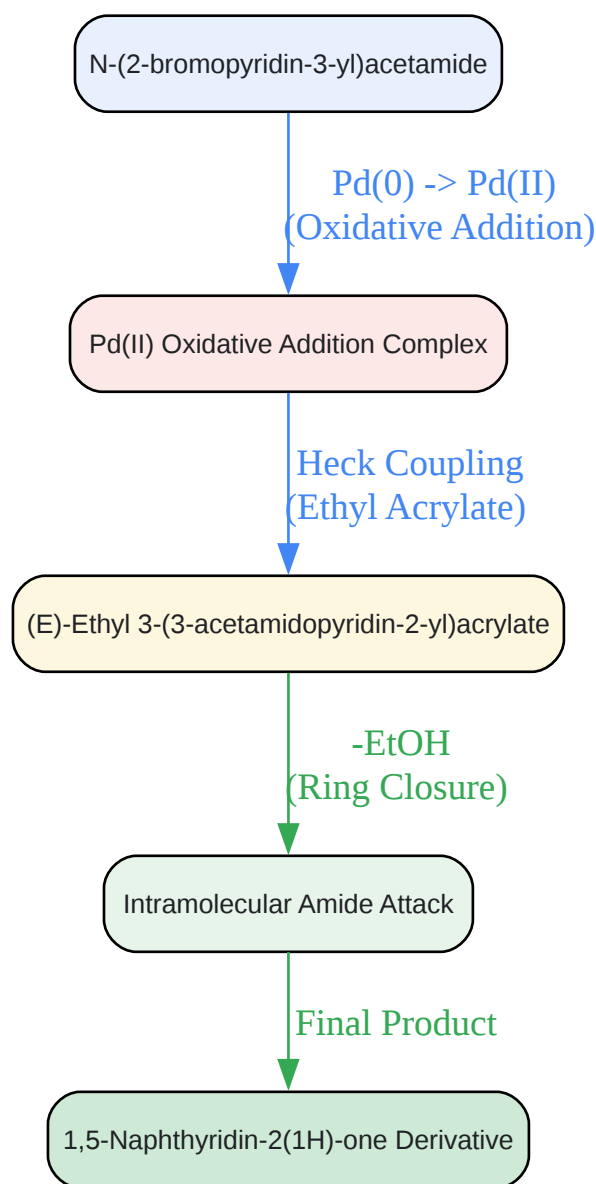 N-(2-bromopyridin-3-yl)acetamide
Pd(0) -> Pd(II)
(Oxidative Addition)
Pd(II) Oxidative Addition Complex
Heck Coupling
(Ethyl Acrylate)
(E)-Ethyl 3-(3-acetamidopyridin-2-yl)acrylate
-EtOH
(Ring Closure)
Intramolecular Amide Attack
Final Product
1,5-Naphthyridin-2(1H)-one Derivative